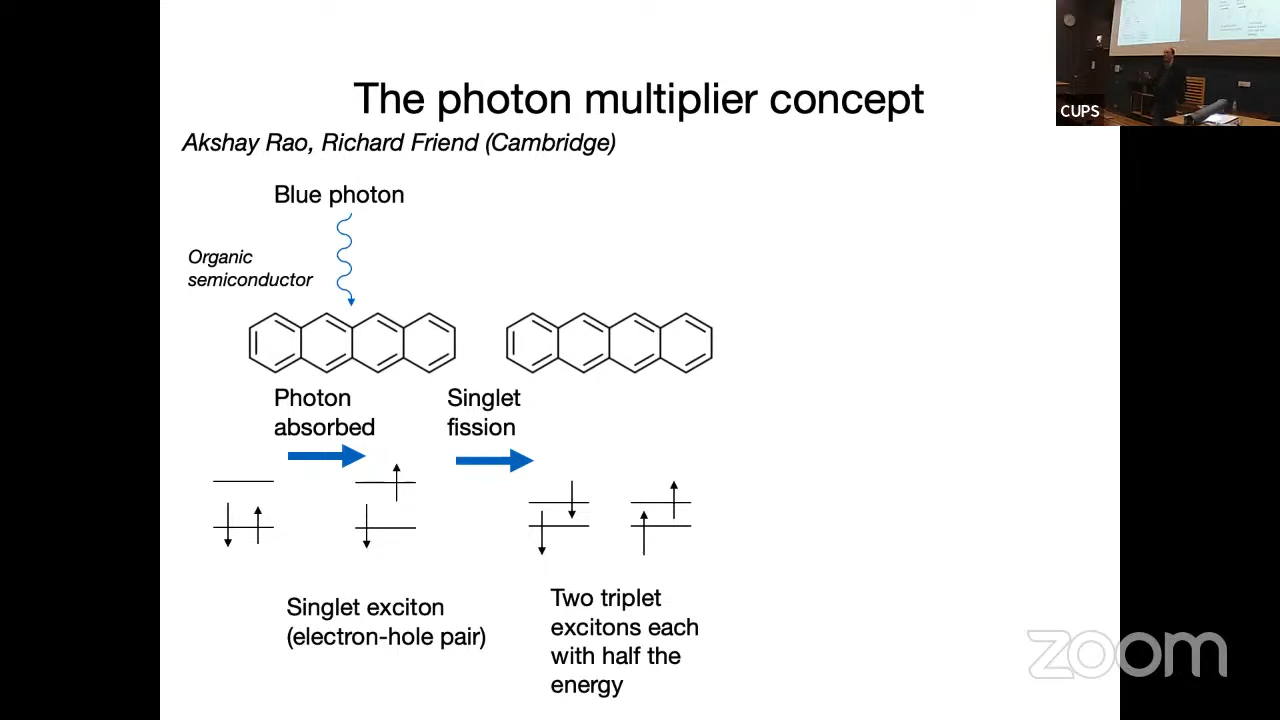 The photon multiplier concept
CUPS
Akshay Rao, Richard Friend (Cambridge)
Blue photon
Organic
semiconductor
Photon
absorbed
Singlet
fission
Singlet exciton
(electron-hole pair)
Two triplet
excitons each
with half the
energy
zoom